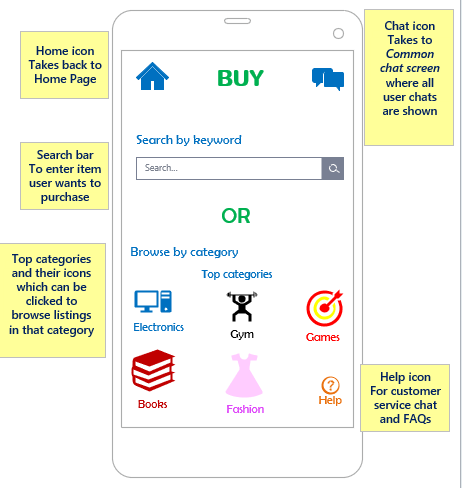 Home icon
Takes back to
Home Page
BUY
Chat icon
Takes to
Common
chat screen
where all
user chats
are shown
Search by keyword
Search...
Search bar
To enter item
user wants to
purchase
OR
Browse by category
Top categories
Top categories
and their icons
which can be
clicked to
browse listings
in that category
Electronics
Gym
Games
Books
Fashion
?
Help
Help icon
For customer
service chat
and FAQs